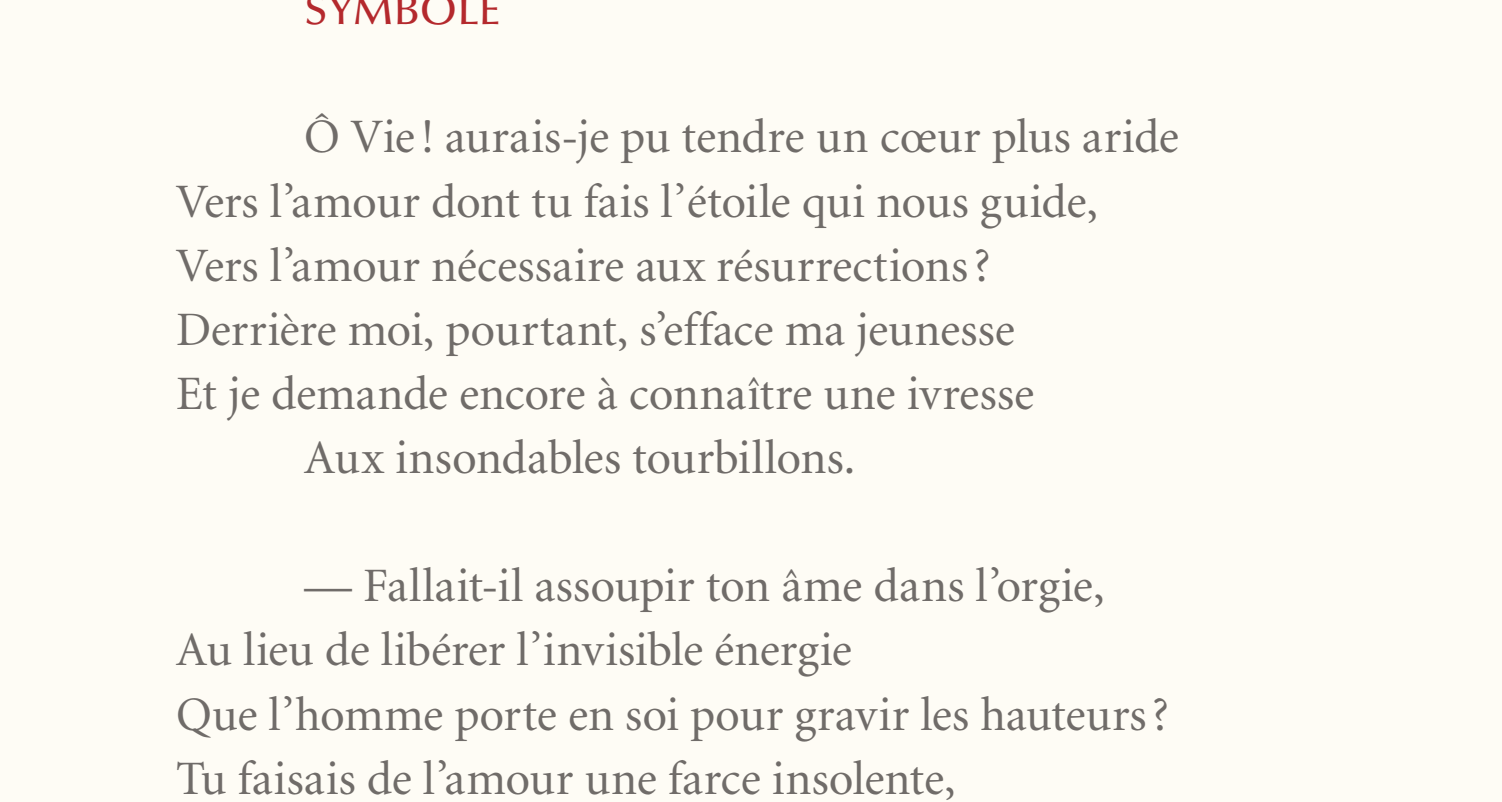 SYMBOLE
Ô Vie ! aurais-je pu tendre un cœur plus aride
Vers l’amour dont tu fais l’étoile qui nous guide,
Vers l’amour nécessaire aux résurrections ?
Derrière moi, pourtant, s’efface ma jeunesse
Et je demande encore à connaître une ivresse
Aux insondables tourbillons.
— Fallait-il assoupir ton âme dans l’orgie,
Au lieu de libérer l’invisible énergie
Que l’homme porte en soi pour gravir les hauteurs ?
Tu faisais de l’amour une farce insolente,